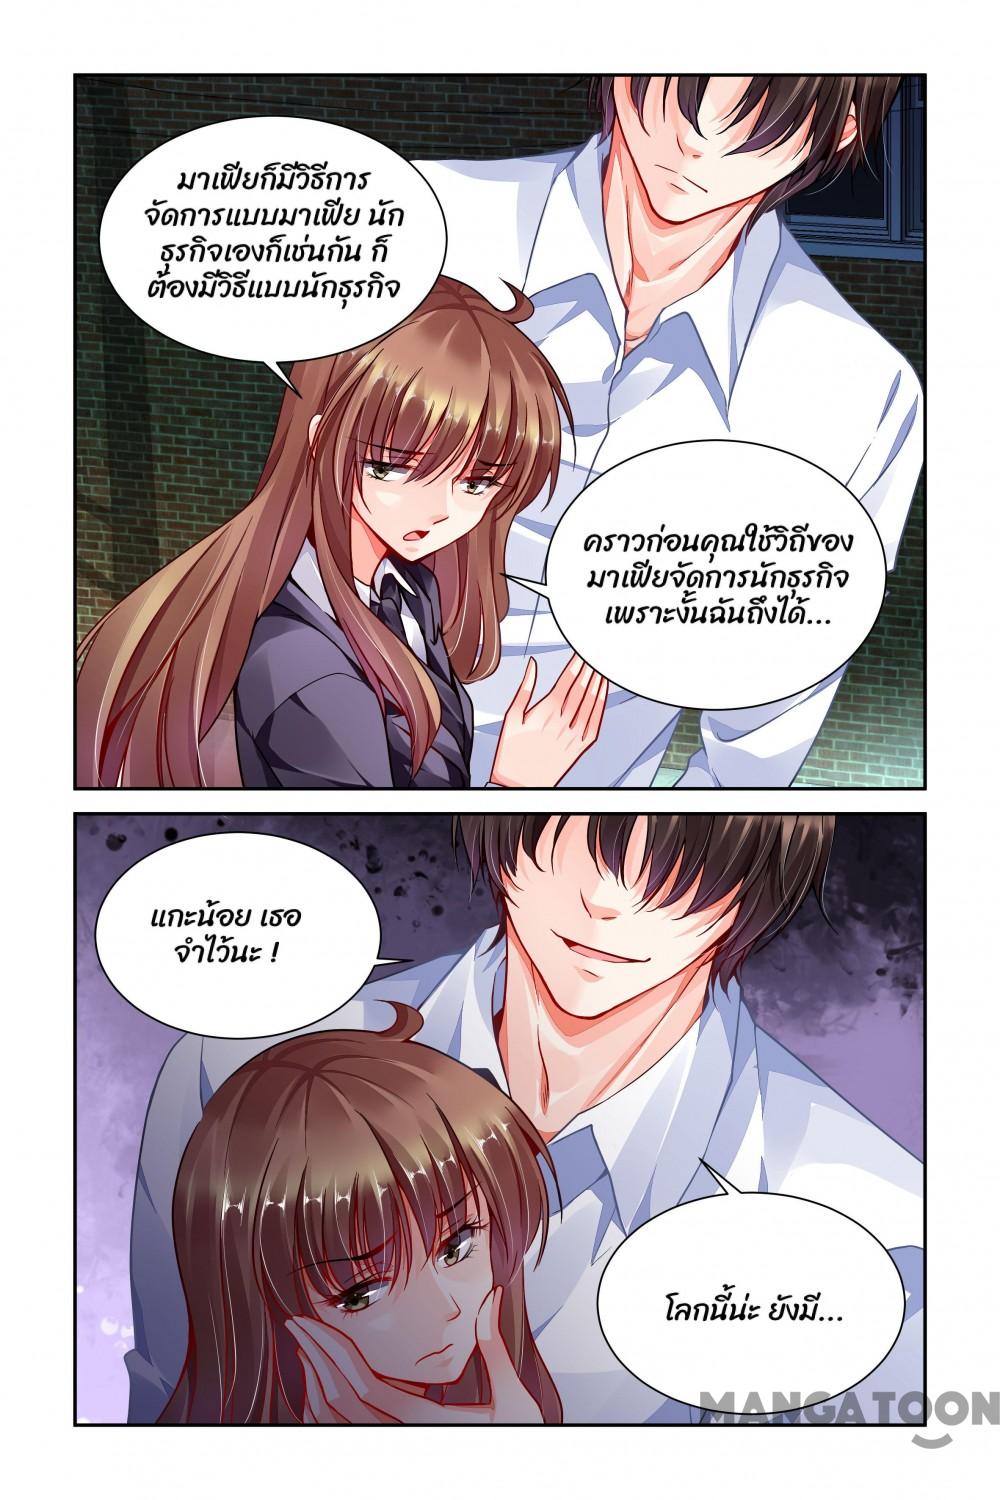 มาเฟียก็มีวิธีการ
จัดการแบบมาเฟีย นัก
ธุรกิจเองก็เช่นกัน ก็
ต้องมีวิธีแบบนักธุรกิจ
คราวก่อนคุณใช้วิถีของ
มาเฟียจัดการนักธุรกิจ
เพราะงั้นฉันถึงได้...
แกะน้อย เธอ
จำไว้นะ !
โลกนี้น่ะ ยังมี...
MANGATOON